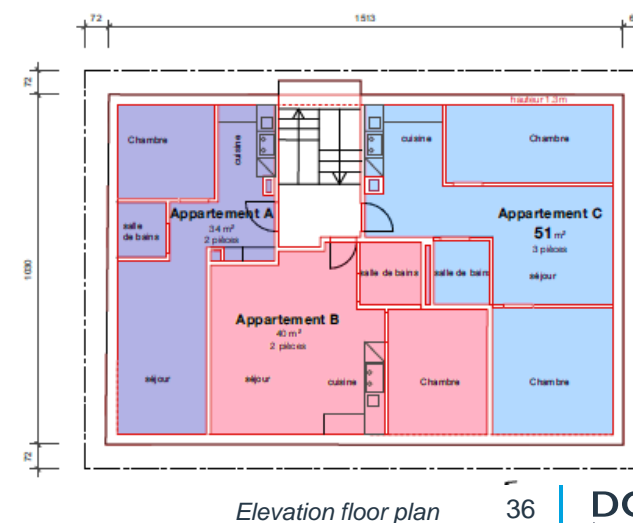 72
1513
72
hauteur 1.3m
Chambre
cuisine
cuisine
Chambre
Appartement A
34 m²
2 pièces
Appartement C
51 m²
3 pièces
salle
de bains
1030
salle de bains
salle de bains
séjour
Appartement B
40 m²
2 pièces
séjour
séjour
cuisine
Chambre
Chambre
72
Elevation floor plan
36